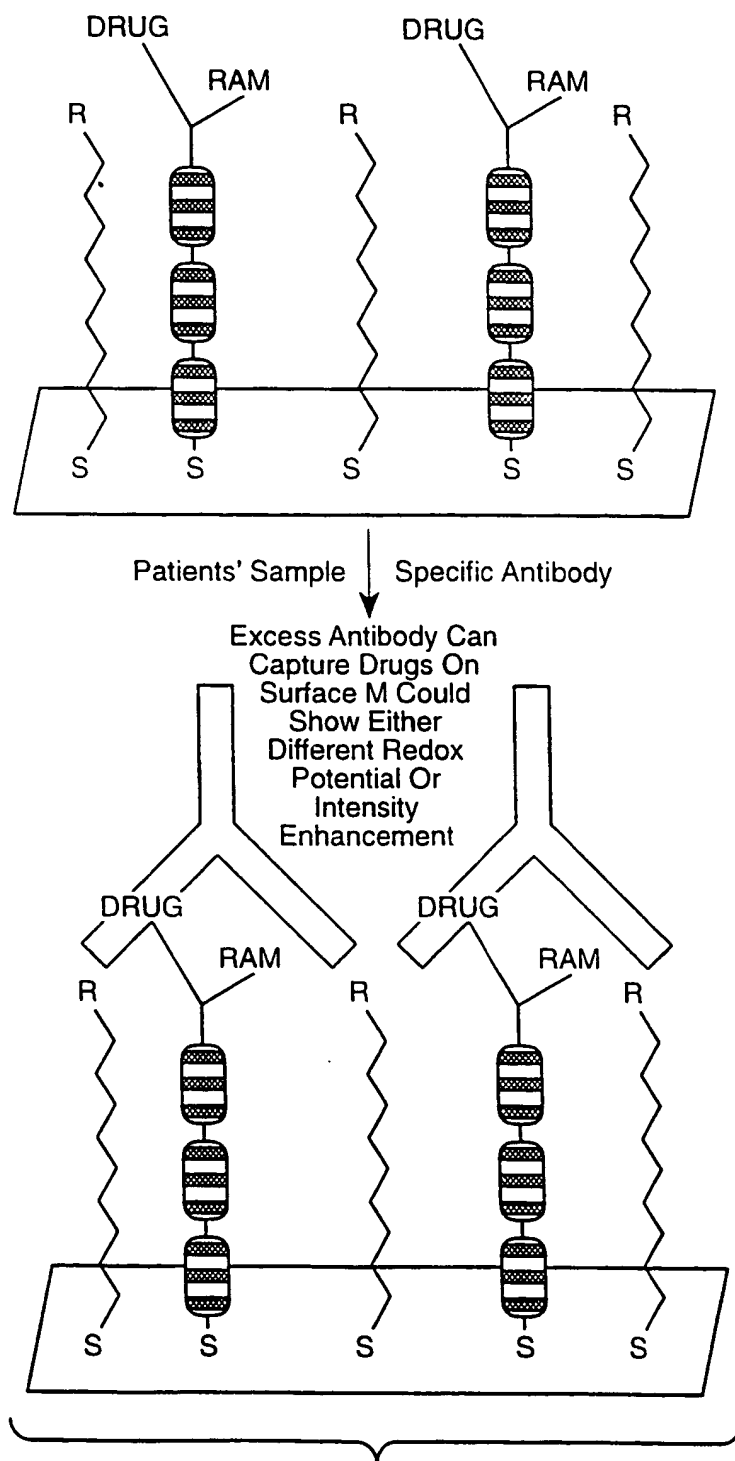 DRUG DRUG
RAM RAM
R R R
S S S S S
Patients' Sample Specific Antibody
Excess Antibody Can
Capture Drugs On
Surface M Could
Show Either
Different Redox
Potential Or
Intensity
Enhancement
DRUG DRUG
RAM RAM
R R R
S S S S S